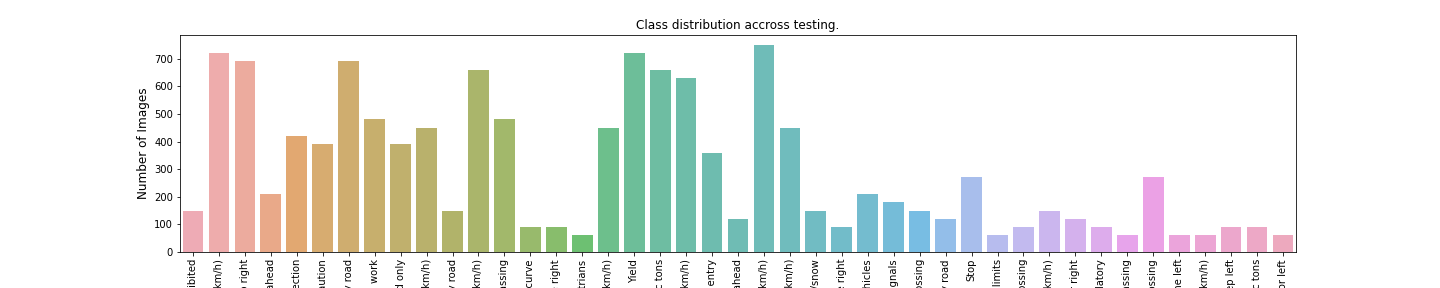 Class distribution accross testing.
Number of Images
700
600
500
400
300
200
100
0
ibited
km/h)
right
ahead
ection
ution
road
work
d only
km/h)
road
km/h)
ssing
curve
right
trians
km/h)
Yield
c tons
km/h)
entry
ahead
km/h)
km/h)
/snow
right
hicles
gnals
ossing
road
Stop
limits
ssing
km/h)
right
latory
ssing
ossing
e left
km/h)
ep left
c tons
or left